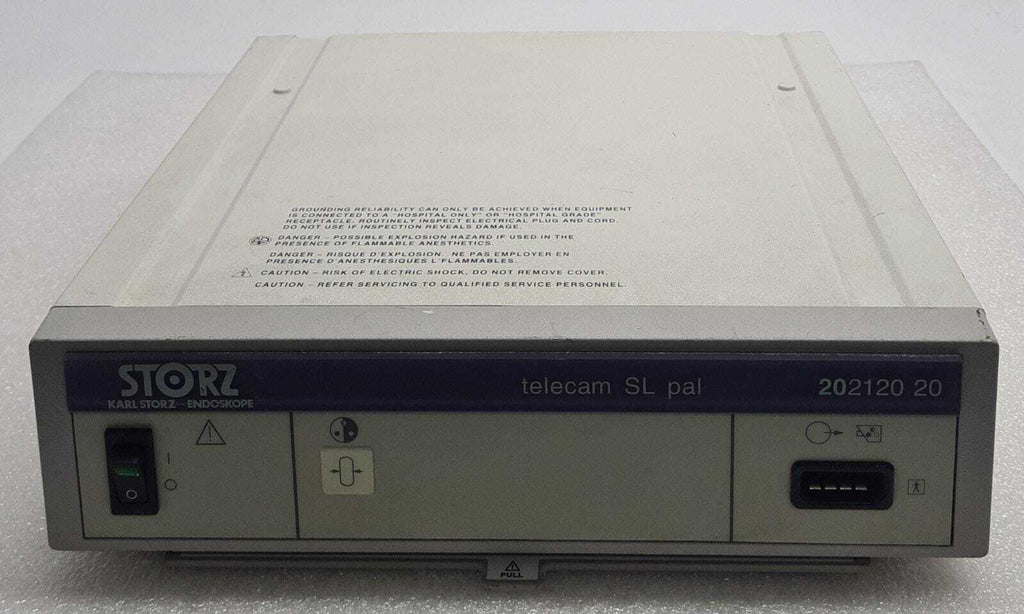 GROUNDING RELIABILITY CAN ONLY BE ACHIEVED WHEN EQUIPMENT
IS CONNECTED TO A "HOSPITAL ONLY" OR "HOSPITAL GRADE"
RECEPTACLE. ROUTINELY INSPECT ELECTRICAL PLUG AND CORD.
DO NOT USE IF INSPECTION REVEALS DAMAGE.
DANGER – POSSIBLE EXPLOSION HAZARD IF USED IN THE
PRESENCE OF FLAMMABLE ANESTHETICS.
DANGER – RISQUE D'EXPLOSION. NE PAS EMPLOYER EN
PRESENCE D'ANESTHESIQUES L'FLAMMABLES.
CAUTION – RISK OF ELECTRIC SHOCK, DO NOT REMOVE COVER.
CAUTION – REFER SERVICING TO QUALIFIED SERVICE PERSONNEL.
STORZ
KARL STORZ – ENDOSKOPE
telecam SL pal
202120 20
PULL